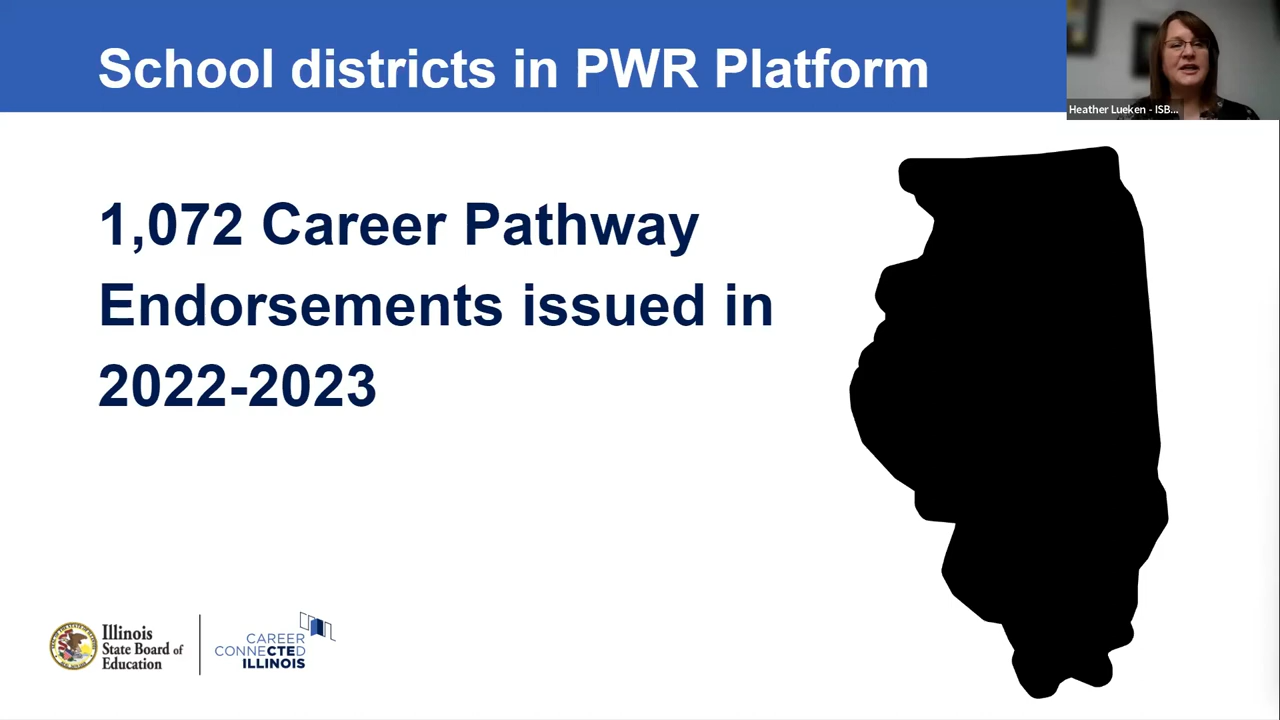 School districts in PWR Platform
Heather Lueken - ISB...
1,072 Career Pathway
Endorsements issued in
2022-2023
Illinois
State Board of
Education
CAREER
CONNECTED
ILLINOIS